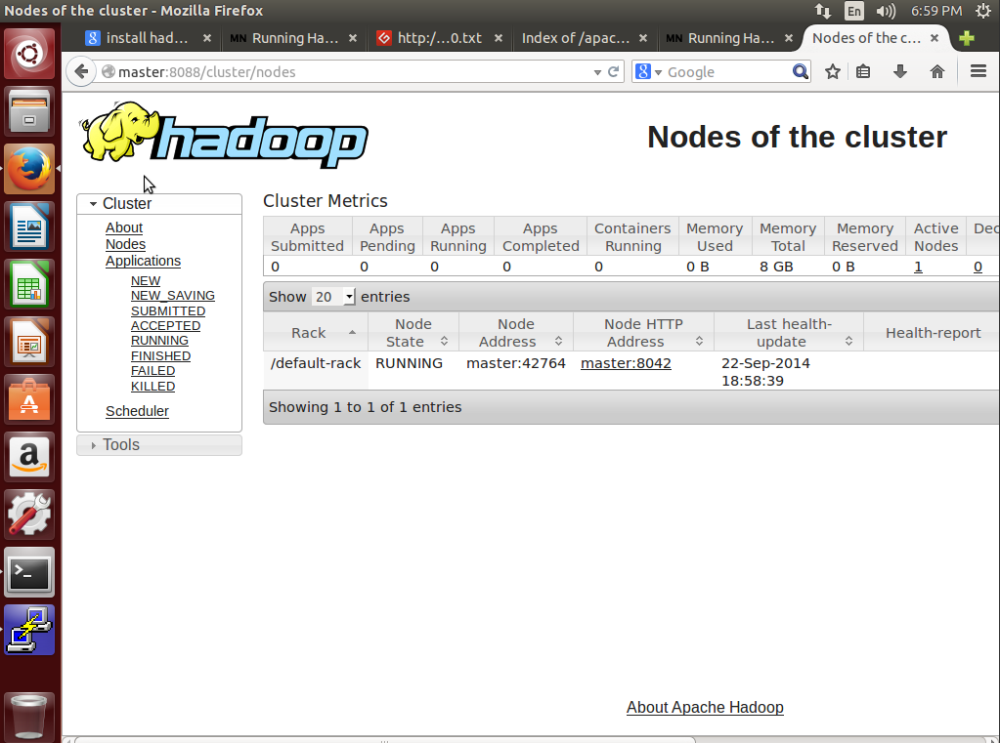 Nodes of the cluster - Mozilla Firefox
En
6:59 PM
install had...
Running Ha...
http:/...0.txt
Index of /apac...
Running Ha...
Nodes of the c...
master:8088/cluster/nodes
Google
hadoop
Nodes of the cluster
Cluster
About
Nodes
Applications
NEW
NEW_SAVING
SUBMITTED
ACCEPTED
RUNNING
FINISHED
FAILED
KILLED
Scheduler
Tools
Cluster Metrics
Apps Submitted Apps Pending Apps Running Apps Completed Containers Running Memory Used Memory Total Memory Reserved Active Nodes Dec
0 0 0 0 0 0 B 8 GB 0 B 1 0
Show 20 entries
Rack Node State Node Address Node HTTP Address Last health-update Health-report
/default-rack RUNNING master:42764 master:8042 22-Sep-2014
18:58:39
Showing 1 to 1 of 1 entries
About Apache Hadoop